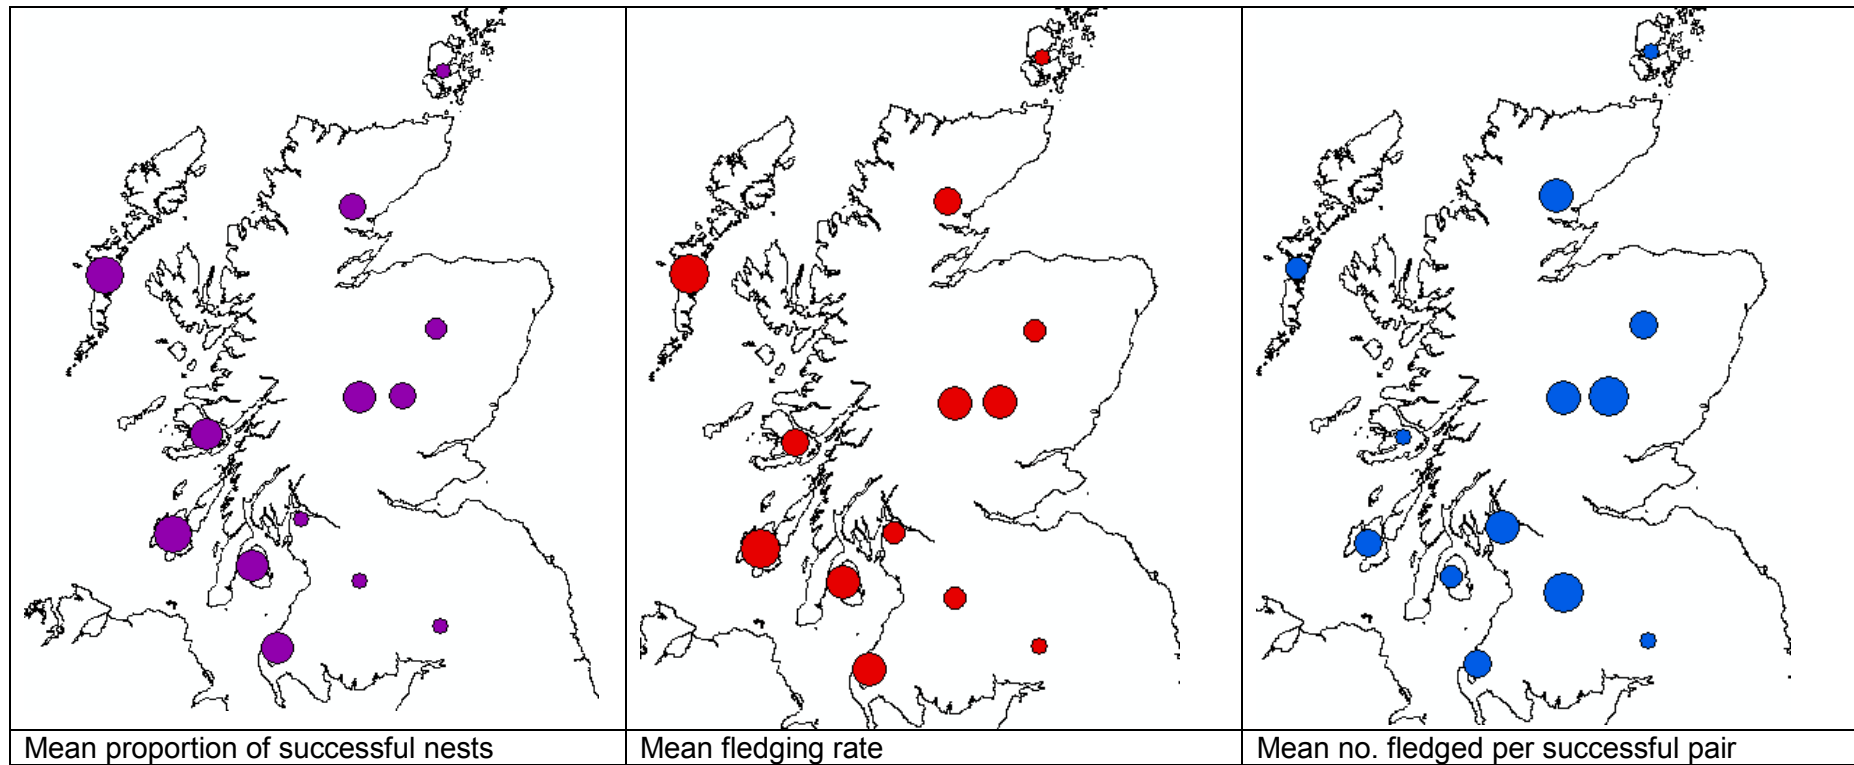 Mean proportion of successful nests
Mean fledging rate
Mean no. fledged per successful pair